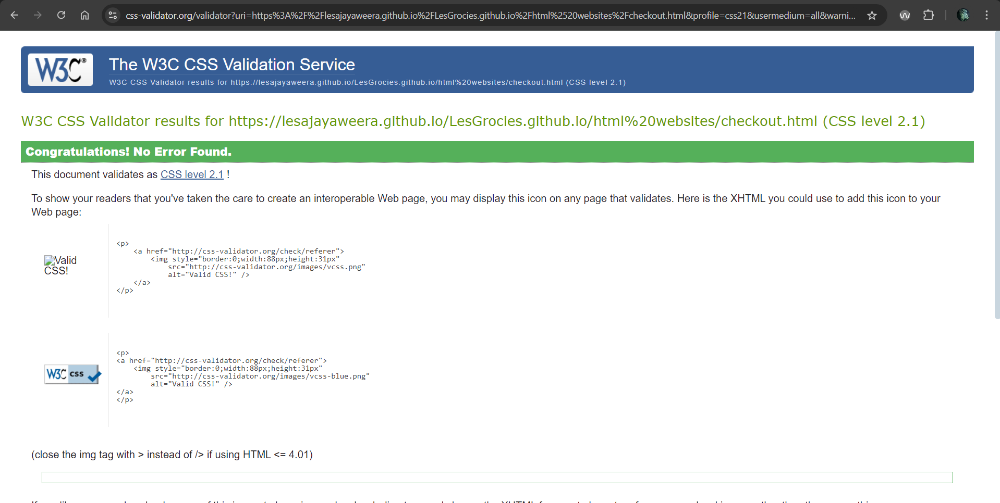 css-validator.org/validator?uri=https%3A%2F%2Flesajayaweera.github.io%2FLesGrocies.github.io%2Fhtml%2520websites%2Fcheckout.html&profile=css21&usermedium=all&warni...
W3C®
The W3C CSS Validation Service
W3C CSS Validator results for https://lesajayaweera.github.io/LesGrocies.github.io/html%20websites/checkout.html (CSS level 2.1)
W3C CSS Validator results for https://lesajayaweera.github.io/LesGrocies.github.io/html%20websites/checkout.html (CSS level 2.1)
Congratulations! No Error Found.
This document validates as CSS level 2.1 !
To show your readers that you've taken the care to create an interoperable Web page, you may display this icon on any page that validates. Here is the XHTML you could use to add this icon to your
Web page:
Valid
CSS!
<p>
    <a href="http://css-validator.org/check/referer">
        <img style="border:0;width:88px;height:31px"
            src="http://css-validator.org/images/vcss.png"
            alt="Valid CSS!" />
    </a>
</p>
W3C css
<p>
<a href="http://css-validator.org/check/referer">
    <img style="border:0;width:88px;height:31px"
        src="http://css-validator.org/images/vcss-blue.png"
        alt="Valid CSS!" />
</a>
</p>
(close the img tag with > instead of /> if using HTML <= 4.01)